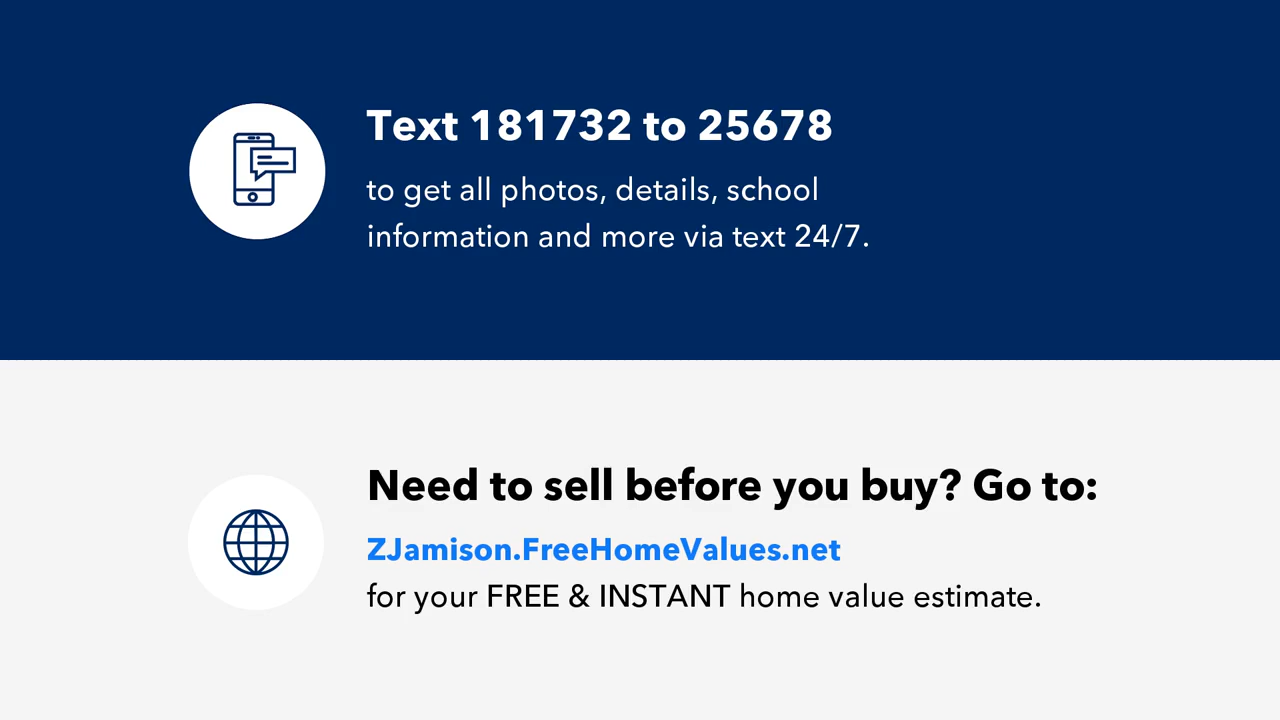 Text 181732 to 25678
to get all photos, details, school
information and more via text 24/7.
Need to sell before you buy? Go to:
ZJamison.FreeHomeValues.net
for your FREE & INSTANT home value estimate.